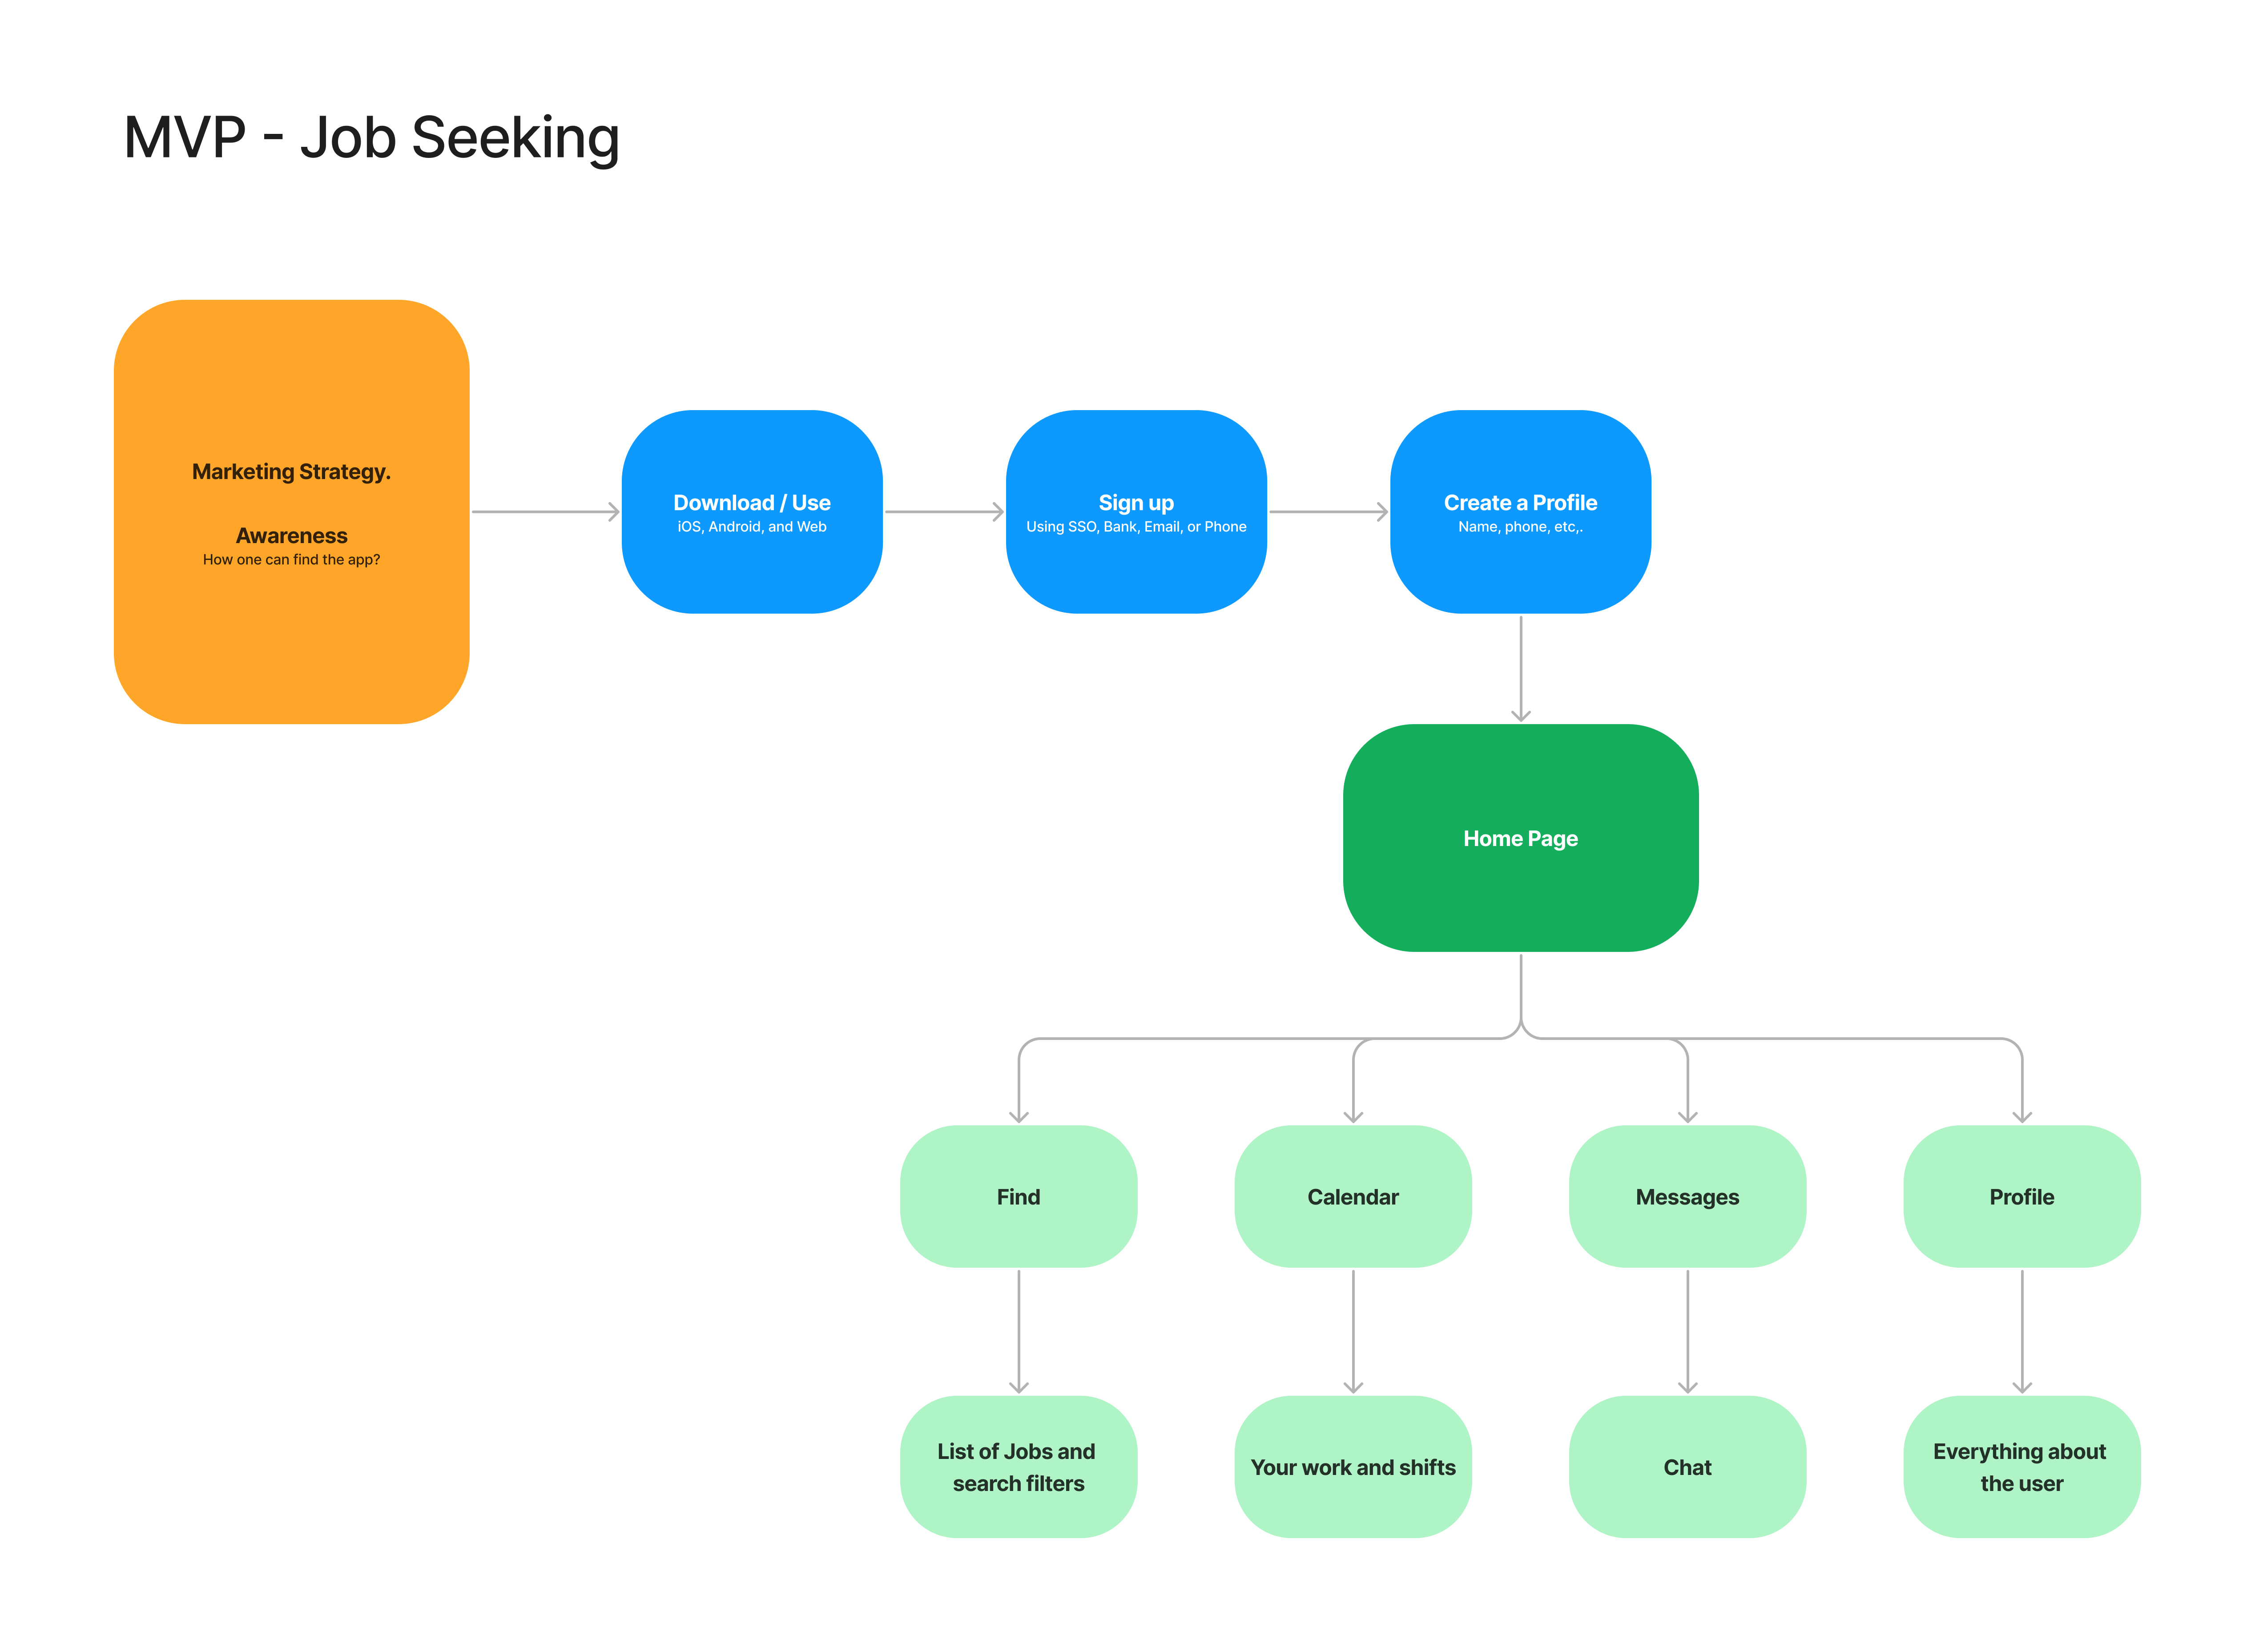 MVP - Job Seeking
Marketing Strategy.
Awareness
How one can find the app?
Download / Use
iOS, Android, and Web
Sign up
Using SSO, Bank, Email, or Phone
Create a Profile
Name, phone, etc,.
Home Page
Find
Calendar
Messages
Profile
List of Jobs and
search filters
Your work and shifts
Chat
Everything about
the user